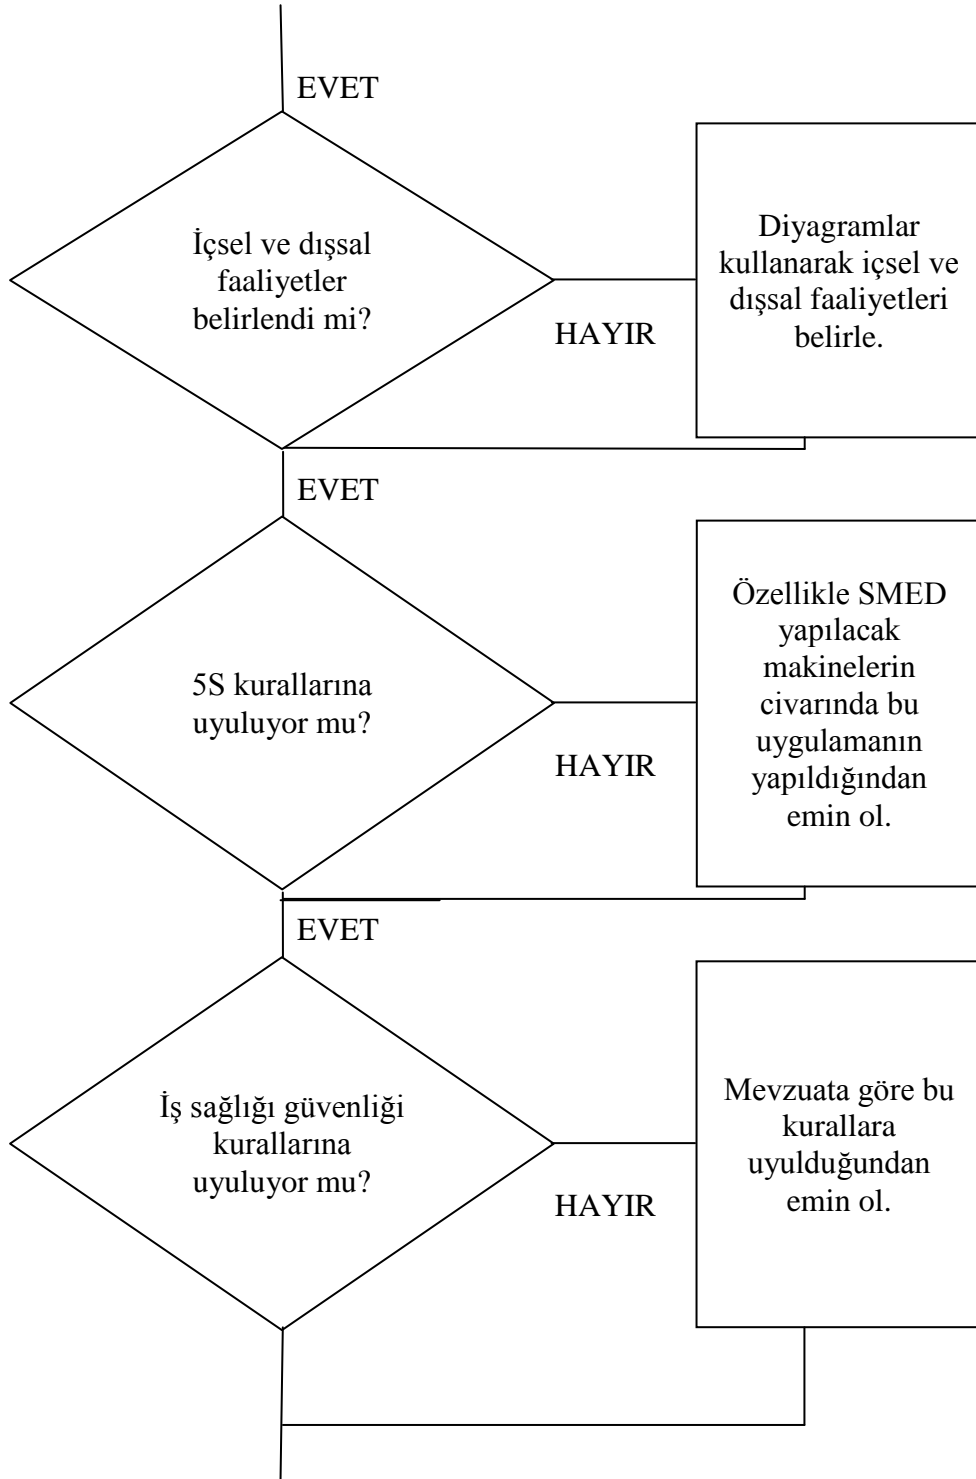 EVET
İçsel ve dışsal
faaliyetler
belirlendi mi?
HAYIR
Diyagramlar
kullanarak içsel ve
dışsal faaliyetleri
belirle.
EVET
5S kurallarına
uyuluyor mu?
HAYIR
Özellikle SMED
yapılacak
makinelerin
civarında bu
uygulamanın
yapıldığından
emin ol.
EVET
İş sağlığı güvenliği
kurallarına
uyuluyor mu?
HAYIR
Mevzuata göre bu
kurallara
uyulduğundan
emin ol.